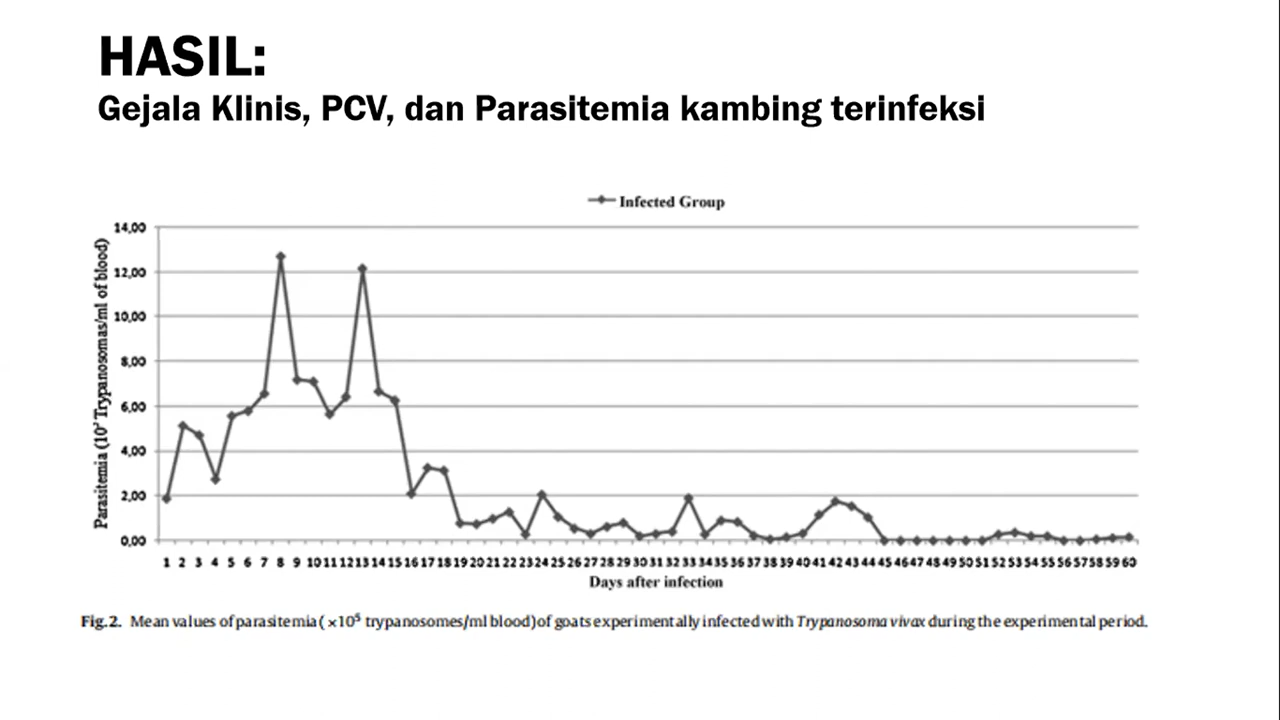 HASIL:
Gejala Klinis, PCV, dan Parasitemia kambing terinfeksi
Infected Group
Parasitemia (10⁷ Trypanosomas/ml of blood)
14,00
12,00
10,00
8,00
6,00
4,00
2,00
0,00
1 2 3 4 5 6 7 8 9 10 11 12 13 14 15 16 17 18 19 20 21 22 23 24 25 26 27 28 29 30 31 32 33 34 35 36 37 38 39 40 41 42 43 44 45 46 47 48 49 50 51 52 53 54 55 56 57 58 59 60
Days after infection
Fig. 2. Mean values of parasitemia ( ×10⁵ trypanosomes/ml blood) of goats experimentally infected with Trypanosoma vivax during the experimental period.